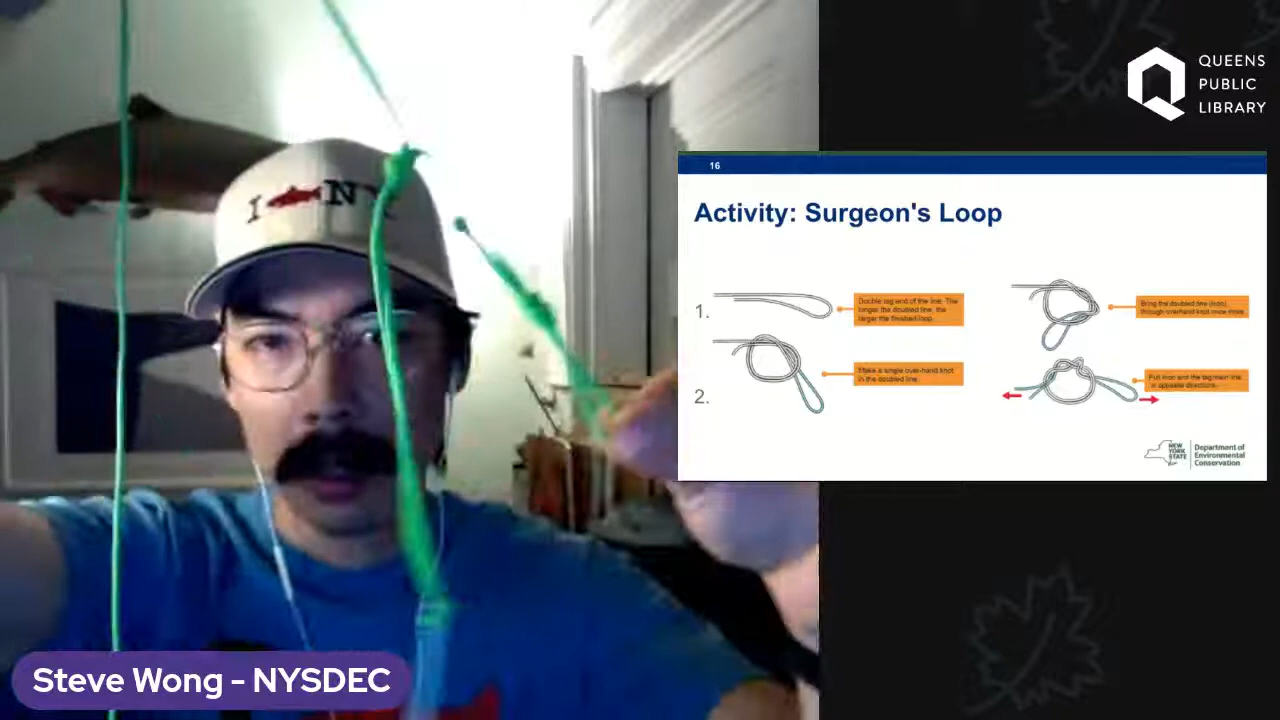 I NY
Steve Wong - NYSDEC
QUEENS
PUBLIC
LIBRARY
16
Activity: Surgeon's Loop
1.
Double tag end of the line. The
longer the doubled line, the
larger the finished loop.
2.
Make a single over-hand knot
in the doubled line.
Bring the doubled line (loop)
through overhand knot once more.
Pull loop and the tag/main line
in opposite directions.
NEW
YORK
STATE
Department of
Environmental
Conservation